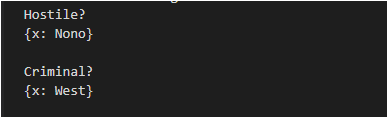 Hostile?
{x: Nono}
Criminal?
{x: West}